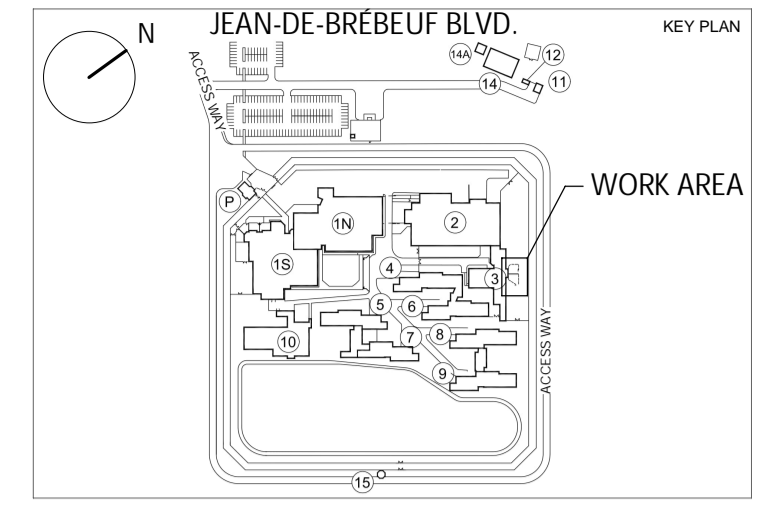 N
JEAN-DE-BRÉBEUF BLVD.
KEY PLAN
ACCESS WAY
14A
12
14
11
P
1N
2
WORK AREA
1S
4
3
5
6
7
8
10
9
ACCESS WAY
15